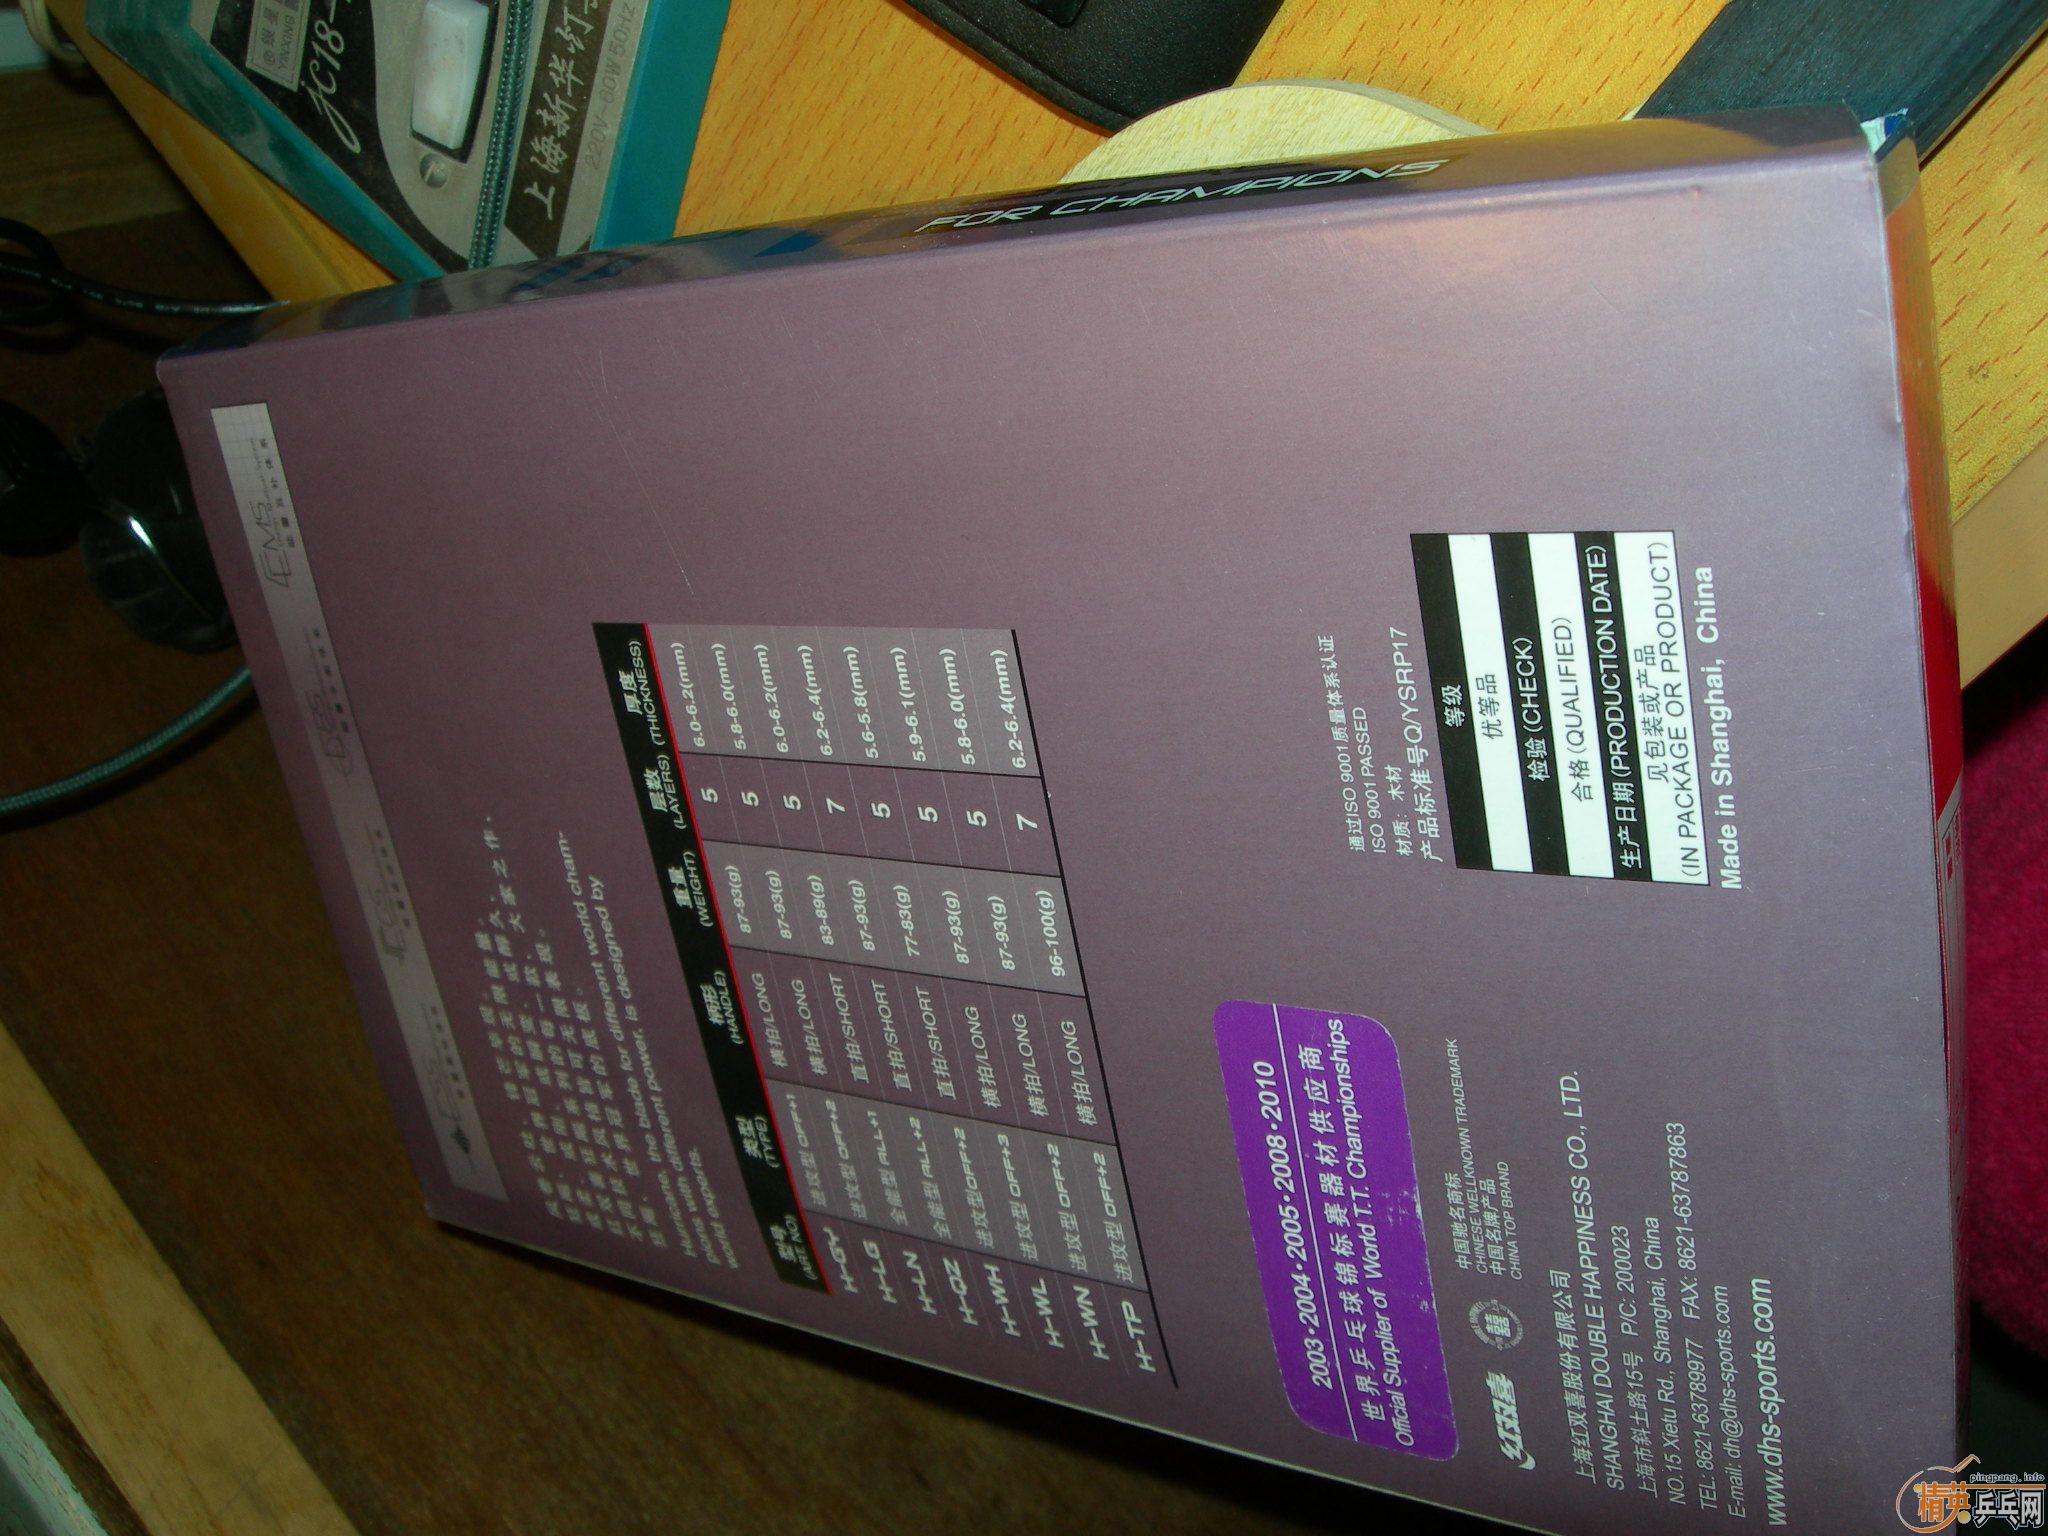 FOR CHAMPIONS
EMS
Hurricane, the blade for different world cham-
pions with different power, is designed by
world experts.
型号 类型 柄形 重量 层数 厚度
(ART NO) (TYPE) (HANDLE) (WEIGHT) (LAYERS) (THICKNESS)
H-GY 进攻型 OFF+1 横拍/LONG 87-93(g) 5 6.0-6.2(mm)
H-LG 进攻型 OFF+2 横拍/LONG 87-93(g) 5 5.8-6.0(mm)
H-LN 全能型 ALL+1 直拍/SHORT 83-89(g) 5 6.0-6.2(mm)
H-QZ 全能型 ALL+2 直拍/SHORT 87-93(g) 7 6.2-6.4(mm)
H-WH 进攻型 OFF+2 直拍/SHORT 77-83(g) 5 5.6-5.8(mm)
H-WL 进攻型 OFF+3 横拍/LONG 87-93(g) 5 5.9-6.1(mm)
H-WN 进攻型 OFF+2 横拍/LONG 87-93(g) 5 5.8-6.0(mm)
H-TP 进攻型 OFF+2 横拍/LONG 96-100(g) 7 6.2-6.4(mm)
2003·2004·2005·2008·2010
世界乒乓球锦标赛器材供应商
Official Supplier of World T.T. Championships
通过ISO 9001质量体系认证
ISO 9001 PASSED
材质：木材
产品标准号Q/YSRP17
等级
优等品
检验(CHECK)
合格(QUALIFIED)
生产日期(PRODUCTION DATE)
见包装或产品
(IN PACKAGE OR PRODUCT)
Made in Shanghai, China
红双喜
中国驰名商标
CHINESE WELLKNOWN TRADEMARK
中国名牌产品
CHINA TOP BRAND
上海红双喜股份有限公司
SHANGHAI DOUBLE HAPPINESS CO., LTD.
上海市斜土路15号 P/C: 200023
NO.15 Xietu Rd., Shanghai, China
TEL: 8621-63789977 FAX: 8621-63787863
E-mail: dh@dhs-sports.com
www.dhs-sports.com
银星
YINXING
JC18-
上海新华灯
220V-60W 50Hz
pingpang.info
精英乒乓网